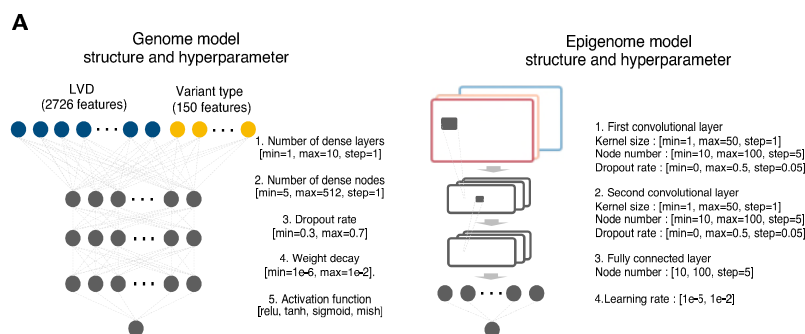 A
Genome model
structure and hyperparameter
LVD
(2726 features)
Variant type
(150 features)
1. Number of dense layers
[min=1, max=10, step=1]
2. Number of dense nodes
[min=5, max=512, step=1]
3. Dropout rate
[min=0.3, max=0.7]
4. Weight decay
[min=1e-6, max=1e-2].
5. Activation function
[relu, tanh, sigmoid, mish]
Epigenome model
structure and hyperparameter
1. First convolutional layer
Kernel size : [min=1, max=50, step=1]
Node number : [min=10, max=100, step=5]
Dropout rate : [min=0, max=0.5, step=0.05]
2. Second convolutional layer
Kernel size : [min=1, max=50, step=1]
Node number : [min=10, max=100, step=5]
Dropout rate : [min=0, max=0.5, step=0.05]
3. Fully connected layer
Node number : [10, 100, step=5]
4.Learning rate : [1e-5, 1e-2]